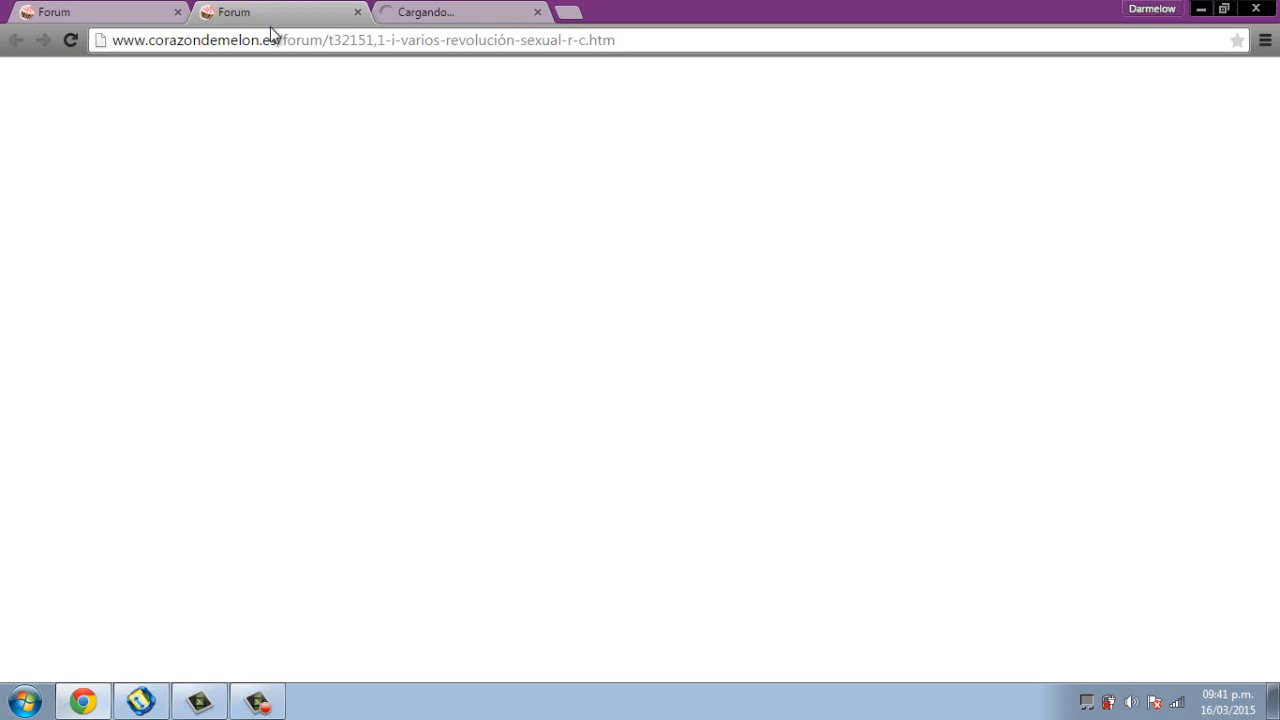 Forum
Forum
Cargando...
Darmelow
www.corazondemelon.es/forum/t32151,1-i-varios-revolución-sexual-r-c.htm
09:41 p.m.
16/03/2015